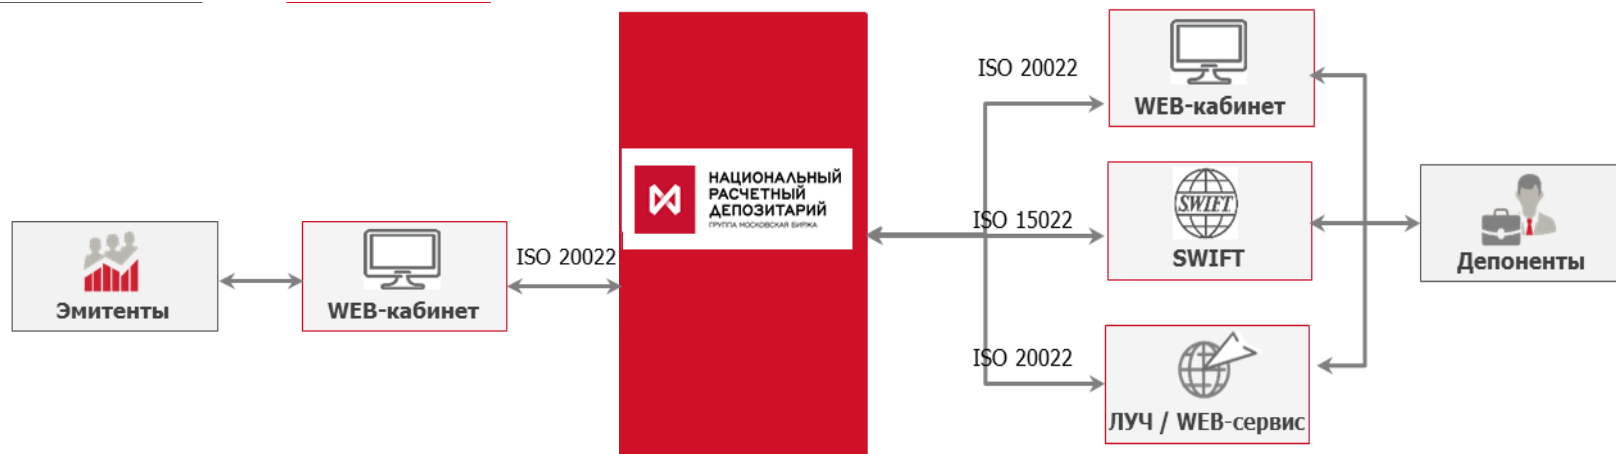 Эмитенты
WEB-кабинет
ISO 20022
НАЦИОНАЛЬНЫЙ
РАСЧЕТНЫЙ
ДЕПОЗИТАРИЙ
ГРУППА МОСКОВСКАЯ БИРЖА
ISO 20022
WEB-кабинет
ISO 15022
SWIFT
SWIFT
ISO 20022
ЛУЧ / WEB-сервис
Депоненты